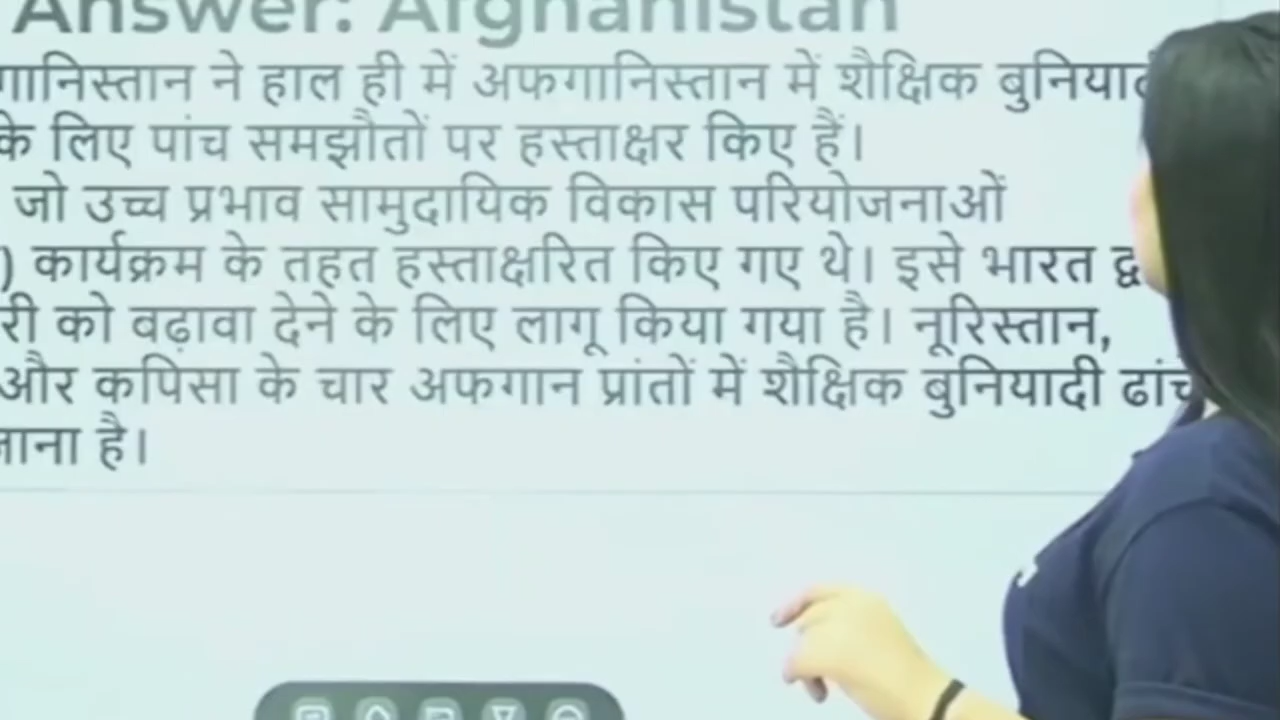 Answer: Afghanistan
गानिस्तान ने हाल ही में अफगानिस्तान में शैक्षिक
के लिए पांच समझौतों पर हस्ताक्षर किए हैं।
जो उच्च प्रभाव सामुदायिक विकास परियोजनाओं
) कार्यक्रम के तहत हस्ताक्षरित किए गए थे। इसे भारत
री को बढ़ावा देने के लिए लागू किया गया है। नूरिस्तान,
और कपिसा के चार अफगान प्रांतों में शैक्षिक बुनियादी
जाना है।